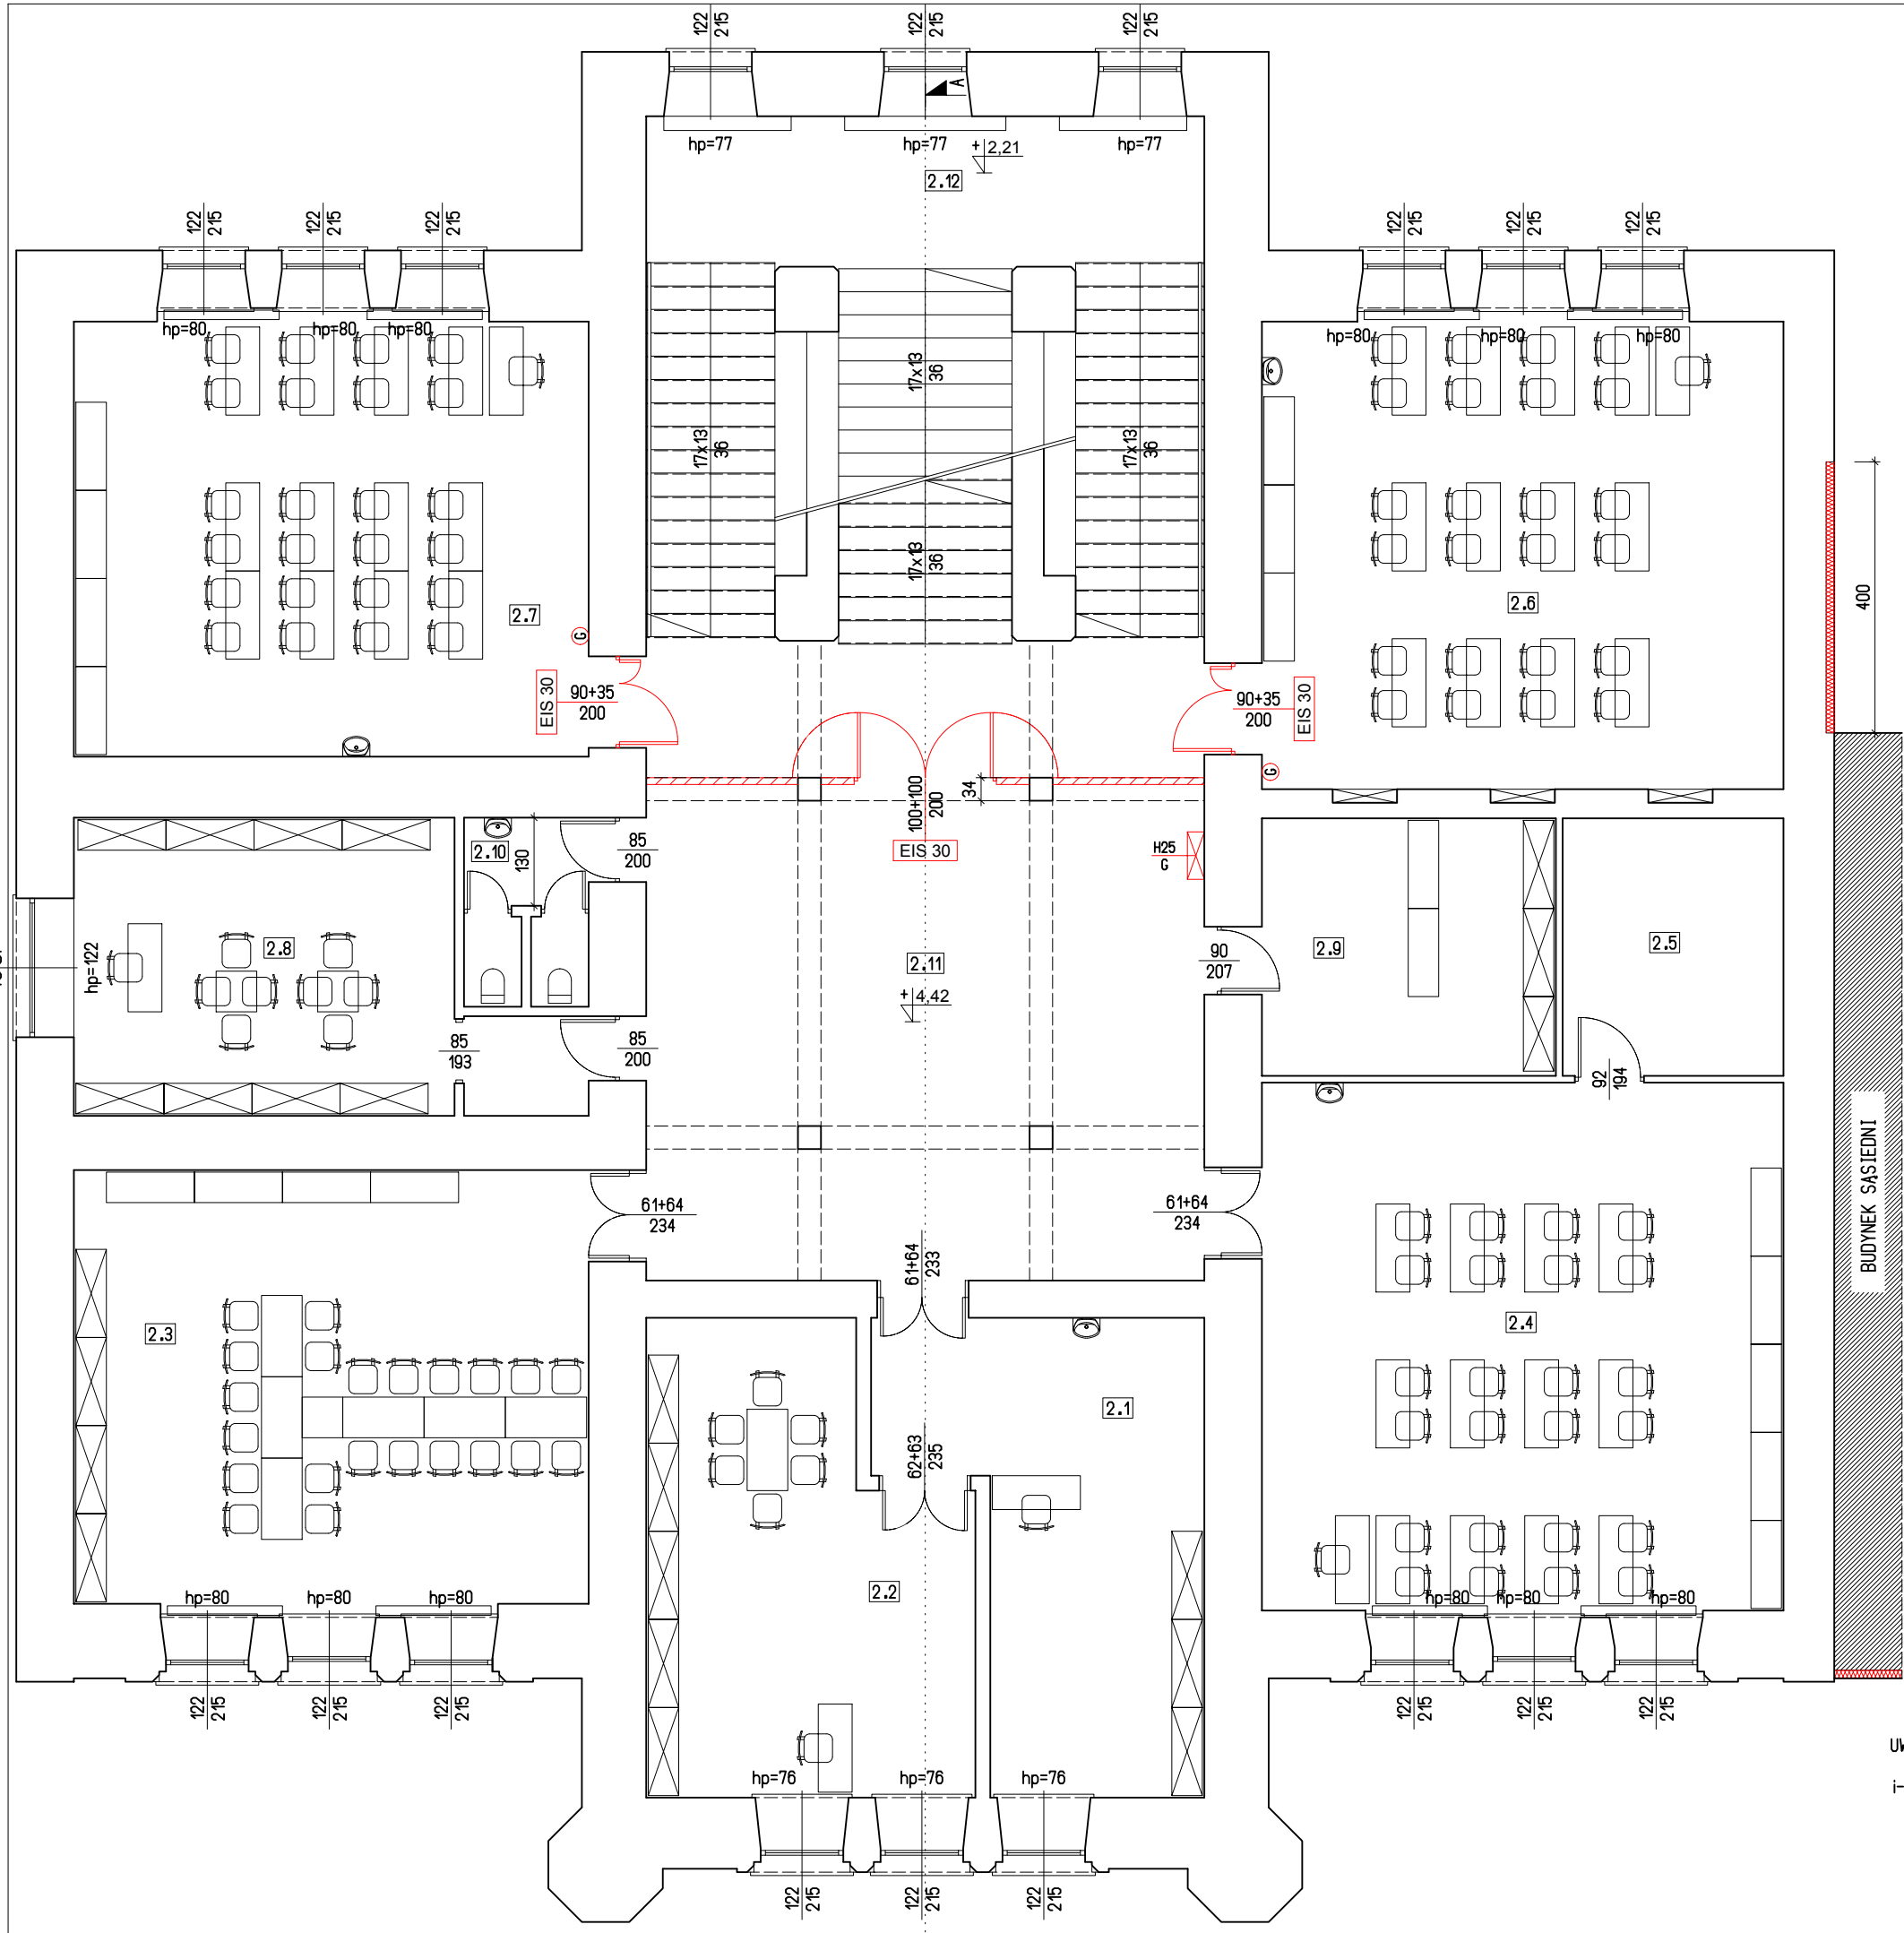 122
215
122
215
122
215
A
hp=77
hp=77
hp=77
+ 2,21
2.12
122
215
122
215
122
215
122
215
122
215
122
215
hp=80
hp=80
hp=80
hp=80
hp=80
hp=80
17x13
36
17x13
36
17x13
36
17x13
36
2.7
2.6
400
G
EIS 30
90+35
200
90+35
200
EIS 30
G
100+100
200
34
EIS 30
2.10
130
85
200
H25
G
2.8
hp=122
2.11
+ 4,42
90
207
2.9
2.5
85
193
85
200
92
194
BUDYNEK SĄSIEDNI
61+64
234
61+64
234
61+64
233
2.3
2.4
2.1
62+63
235
2.2
hp=80
hp=80
hp=80
hp=80
hp=80
hp=80
122
215
122
215
122
215
122
215
122
215
122
215
hp=76
hp=76
hp=76
122
215
122
215
122
215